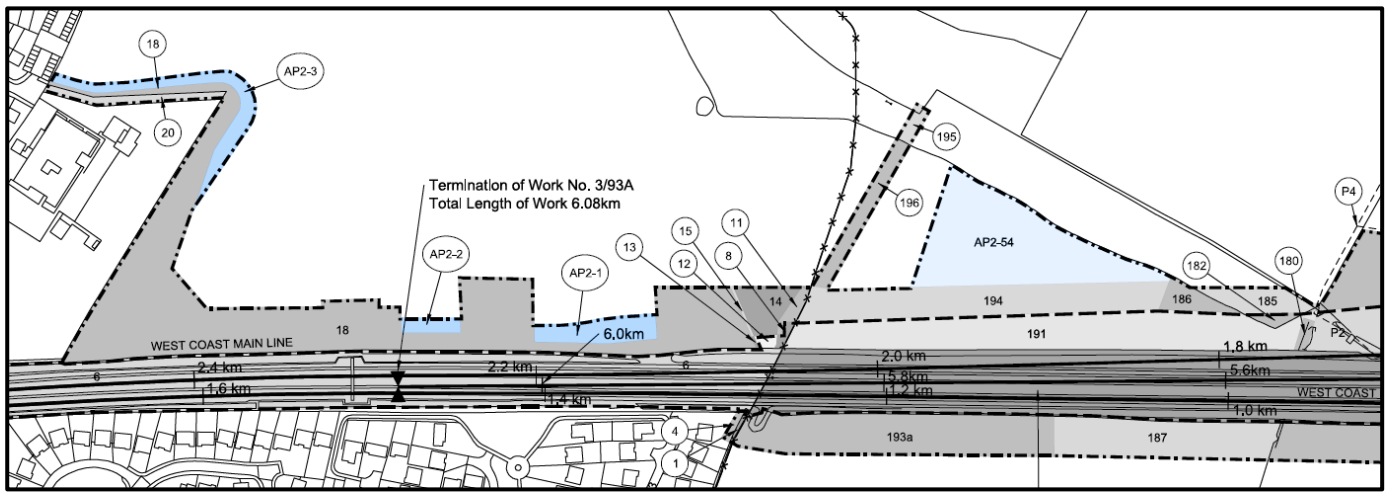 18
AP2-3
20
Termination of Work No. 3/93A
Total Length of Work 6.08km
195
196
P4
AP2-54
11
15
8
13
12
AP2-2
AP2-1
182
180
14
194
186
185
18
6.0km
191
P2
WEST COAST MAIN LINE
6
6
2.4 km
2.2 km
2.0 km
1.8 km
5.8km
5.6km
1.6 km
1.4 km
1.2 km
WEST COAST
1.0 km
4
193a
187
1